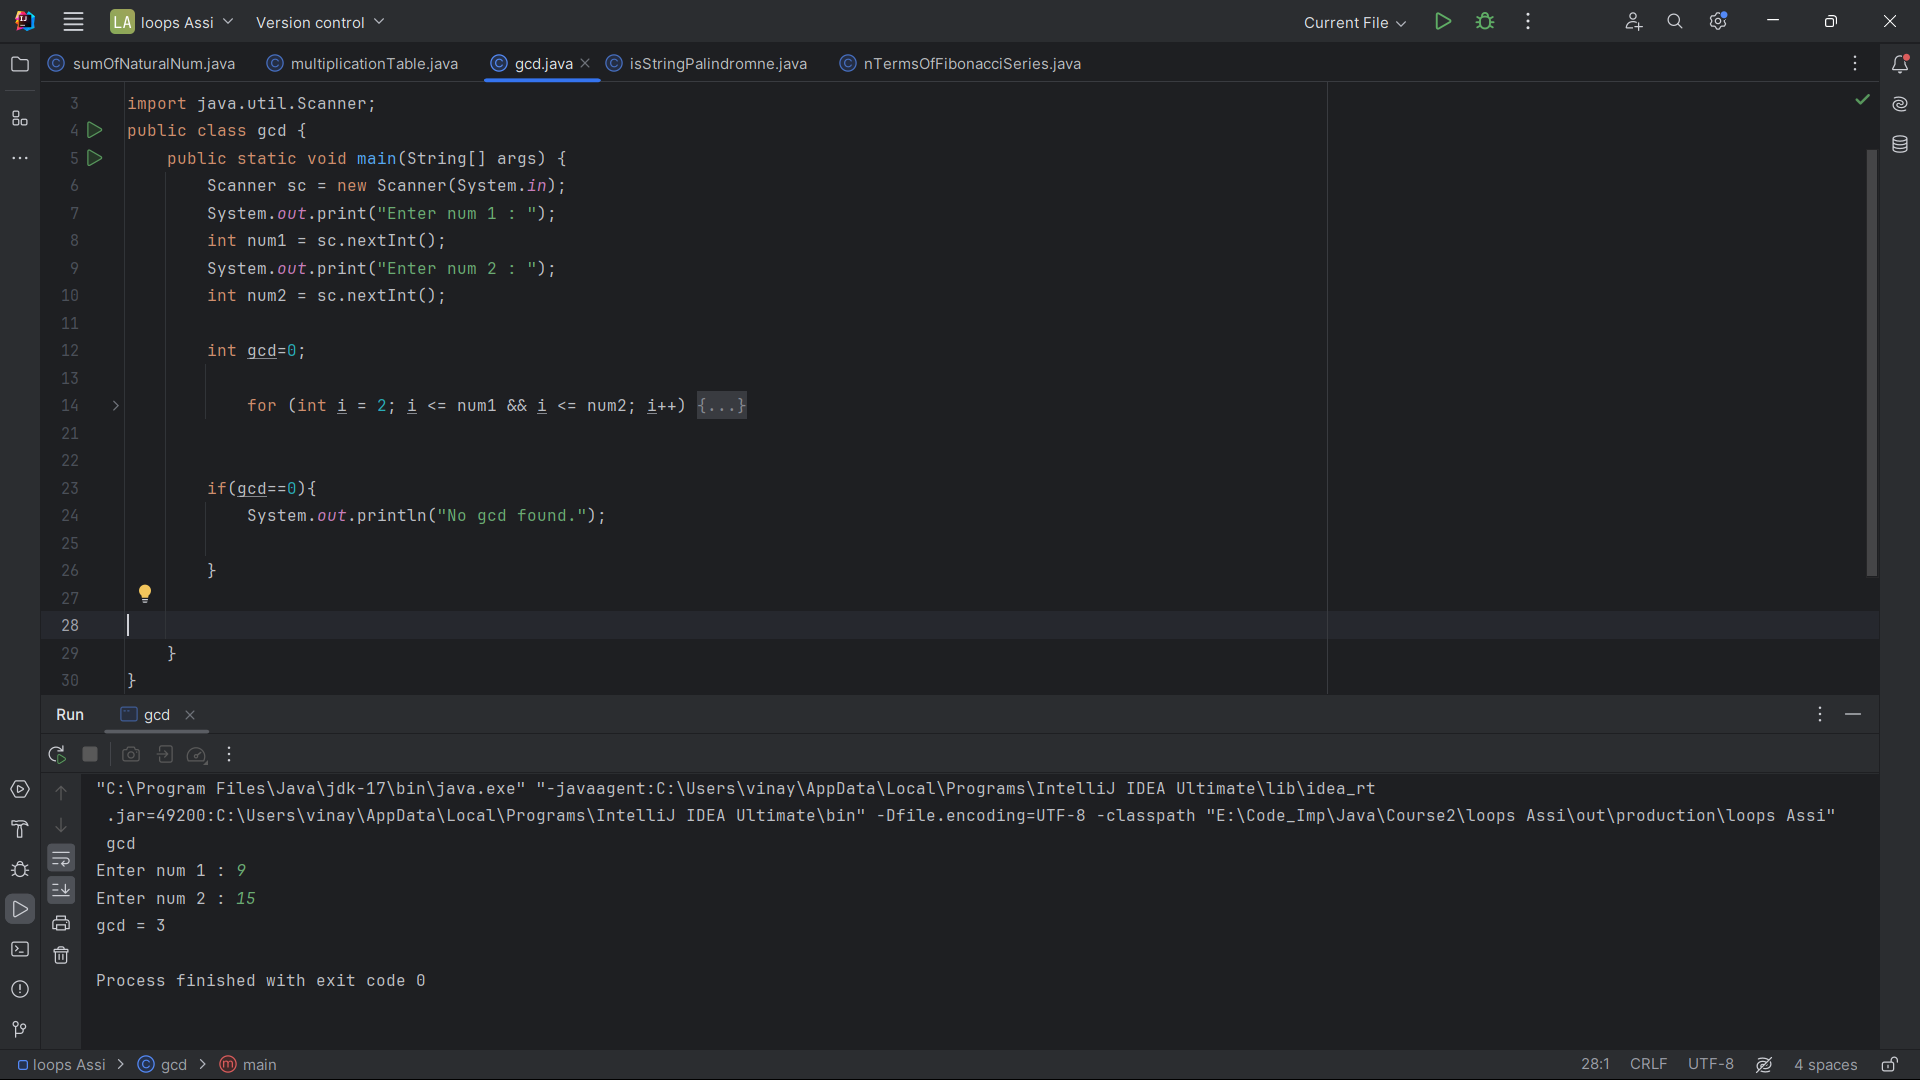 LA loops Assi Version control Current File
sumOfNaturalNum.java multiplicationTable.java gcd.java isStringPalindromne.java nTermsOfFibonacciSeries.java
3 import java.util.Scanner;
4 public class gcd {
5 public static void main(String[] args) {
6 Scanner sc = new Scanner(System.in);
7 System.out.print("Enter num 1 : ");
8 int num1 = sc.nextInt();
9 System.out.print("Enter num 2 : ");
10 int num2 = sc.nextInt();
11
12 int gcd=0;
13
14 for (int i = 2; i <= num1 && i <= num2; i++) {...}
21
22
23 if(gcd==0){
24 System.out.println("No gcd found.");
25
26 }
27
28
29 }
30 }
Run gcd
"C:\Program Files\Java\jdk-17\bin\java.exe" "-javaagent:C:\Users\vinay\AppData\Local\Programs\IntelliJ IDEA Ultimate\lib\idea_rt
.jar=49200:C:\Users\vinay\AppData\Local\Programs\IntelliJ IDEA Ultimate\bin" -Dfile.encoding=UTF-8 -classpath "E:\Code_Imp\Java\Course2\loops Assi\out\production\loops Assi"
gcd
Enter num 1 : 9
Enter num 2 : 15
gcd = 3
Process finished with exit code 0
loops Assi > gcd > main 28:1 CRLF UTF-8 4 spaces